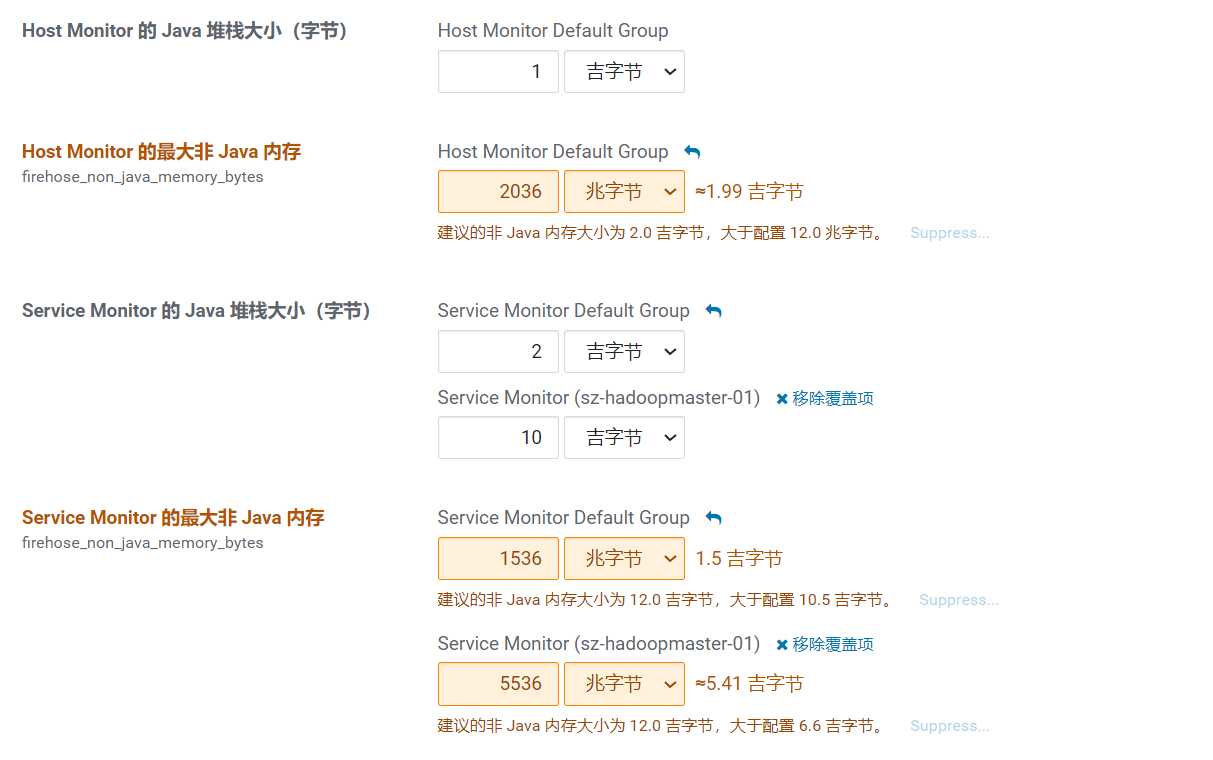 Host Monitor 的 Java 堆栈大小（字节）
Host Monitor Default Group
1 吉字节
Host Monitor 的最大非 Java 内存
firehose_non_java_memory_bytes
Host Monitor Default Group
2036 兆字节 ≈1.99 吉字节
建议的非 Java 内存大小为 2.0 吉字节，大于配置 12.0 兆字节。 Suppress...
Service Monitor 的 Java 堆栈大小（字节）
Service Monitor Default Group
2 吉字节
Service Monitor (sz-hadoopmaster-01) 移除覆盖项
10 吉字节
Service Monitor 的最大非 Java 内存
firehose_non_java_memory_bytes
Service Monitor Default Group
1536 兆字节 1.5 吉字节
建议的非 Java 内存大小为 12.0 吉字节，大于配置 10.5 吉字节。 Suppress...
Service Monitor (sz-hadoopmaster-01) 移除覆盖项
5536 兆字节 ≈5.41 吉字节
建议的非 Java 内存大小为 12.0 吉字节，大于配置 6.6 吉字节。 Suppress...